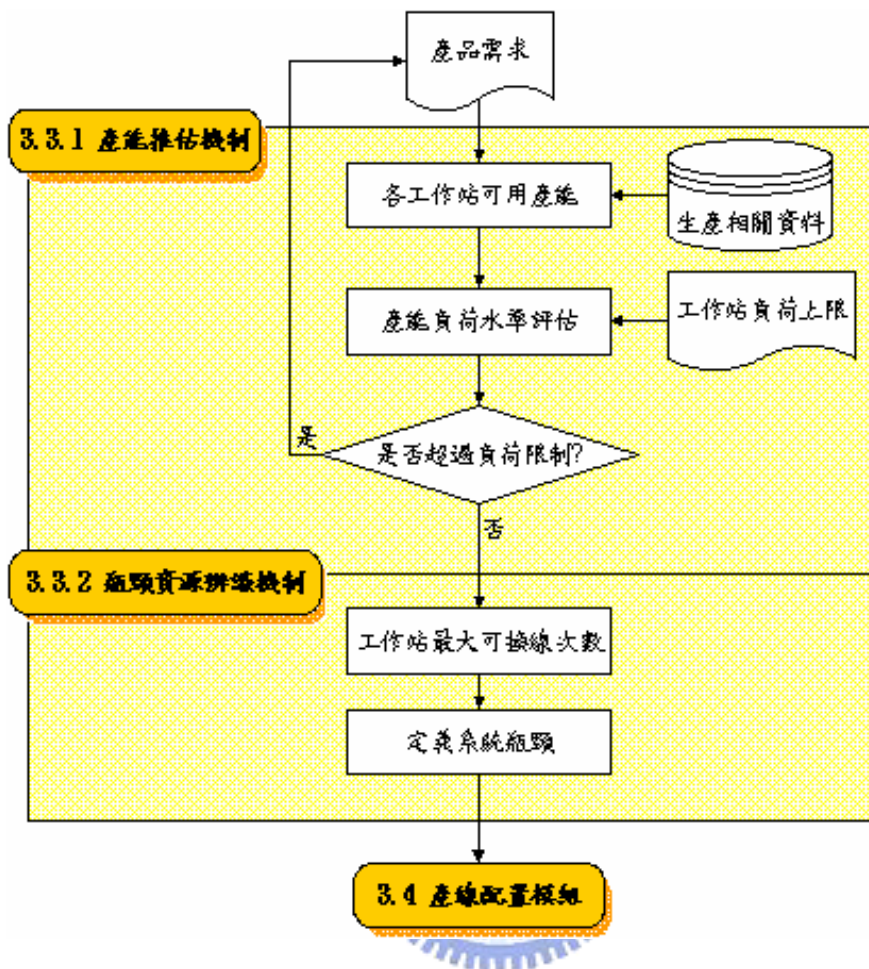 產品需求
3.3.1 產能推估機制
各工作站可用產能
生產相關資料
產能負荷水準評估
工作站負荷上限
是否超過負荷限制?
是
否
3.3.2 瓶頸資源辨識機制
工作站最大可換線次數
定義系統瓶頸
3.4 產線配置模組